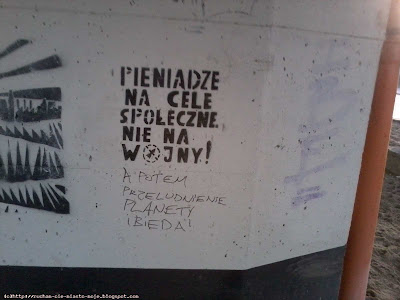 PIENIADZE
NA CELE
SPOŁECZNE
NIE NA
WOJNY!
A POTEM
PRZELUDNIENIE
PLANETY
I BIEDA!